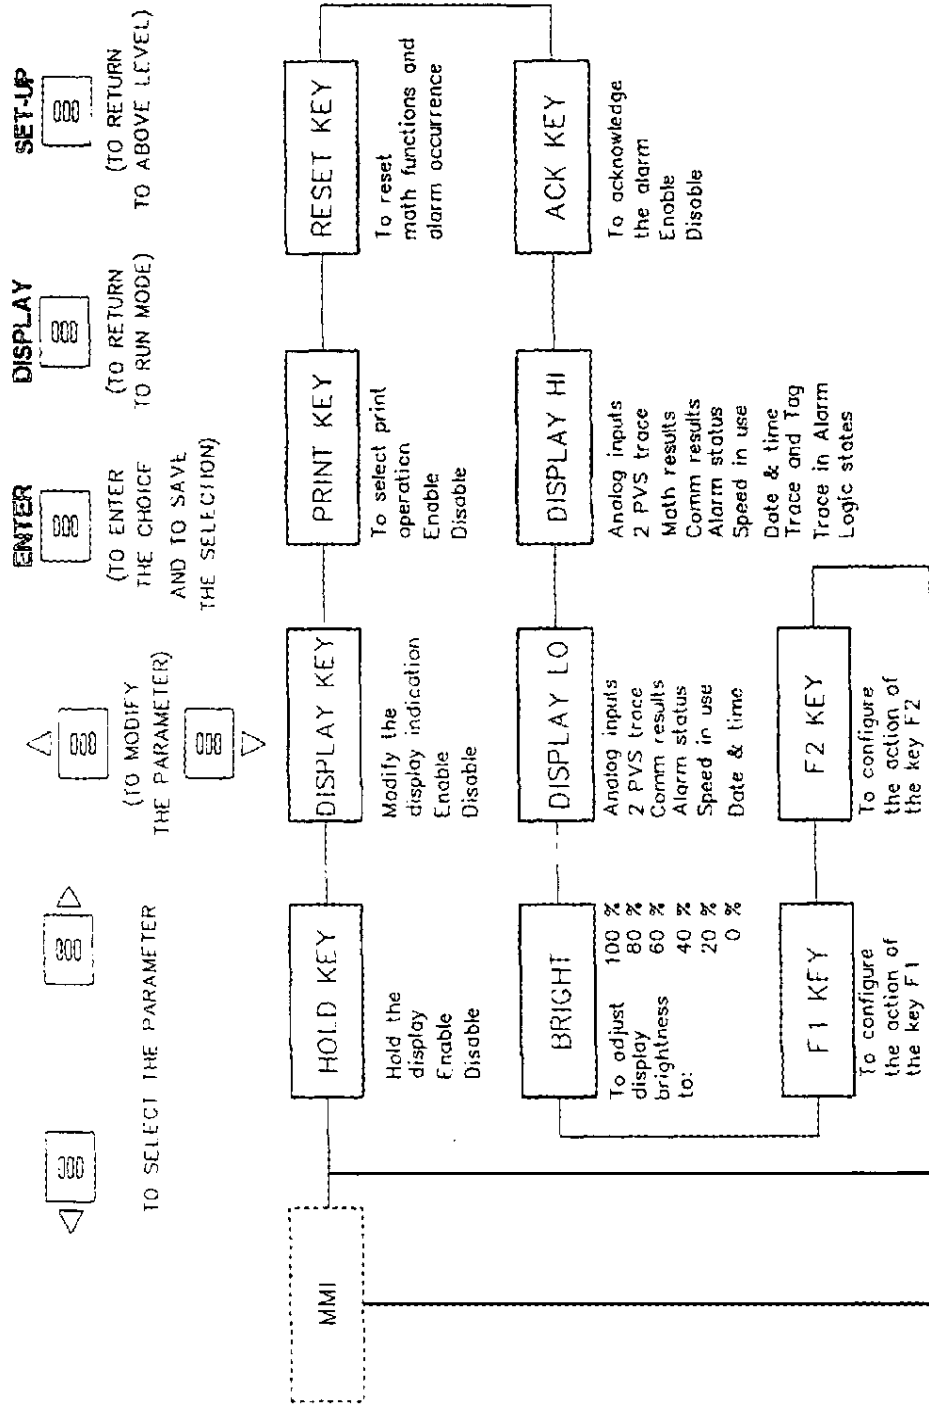 TO SELECT THE PARAMETER
(TO MODIFY
THE PARAMETER)
ENTER
(TO ENTER
THE CHOICE
AND TO SAVE
THE SELECTION)
DISPLAY
(TO RETURN
TO RUN MODE)
SET-UP
(TO RETURN
TO ABOVE LEVEL)
MMI
HOLD KEY
Hold the
display
Enable
Disable
DISPLAY KEY
Modify the
display indication
Enable
Disable
PRINT KEY
To select print
operation
Enable
Disable
RESET KEY
To reset
math functions and
alarm occurrence
BRIGHT
To adjust
display
brightness
to:
100 %
80 %
60 %
40 %
20 %
0 %
DISPLAY LO
Analog inputs
2 PVS trace
Comm results
Alarm status
Speed in use
Date & time
DISPLAY HI
Analog inputs
2 PVS trace
Math results
Comm results
Alarm status
Speed in use
Date & time
Trace and Tag
Trace in Alarm
Logic states
ACK KEY
To acknowledge
the alarm
Enable
Disable
F1 KEY
To configure
the action of
the key F1
F2 KEY
To configure
the action of
the key F2